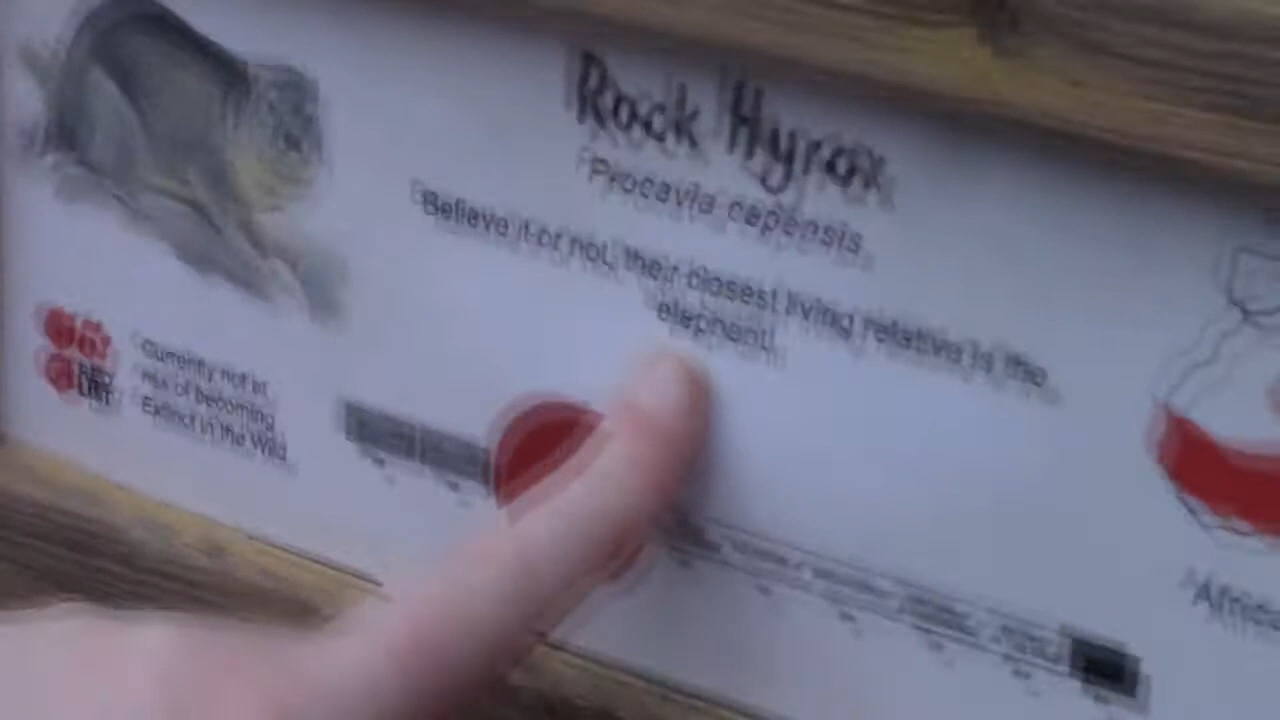 Rock Hyrax
Procavia capensis
Believe it or not, their closest living relative is the
elephant!
RED
LIST
Currently not at
risk of becoming
Extinct in the Wild